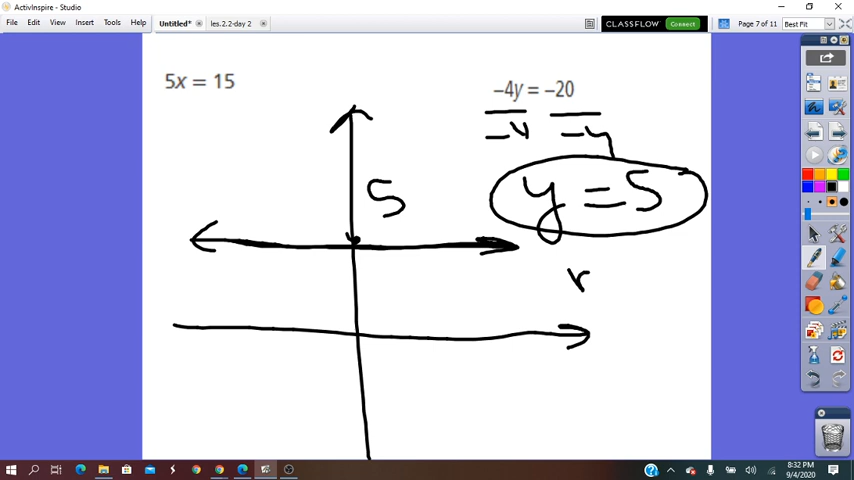 ActivInspire - Studio
File Edit View Insert Tools Help
Untitled* les.2.2-day 2
CLASSFLOW Connect
Page 7 of 11
Best Fit
5x = 15
–4y = –20
–4 –4
y = 5
5
r
8:32 PM
9/4/2020